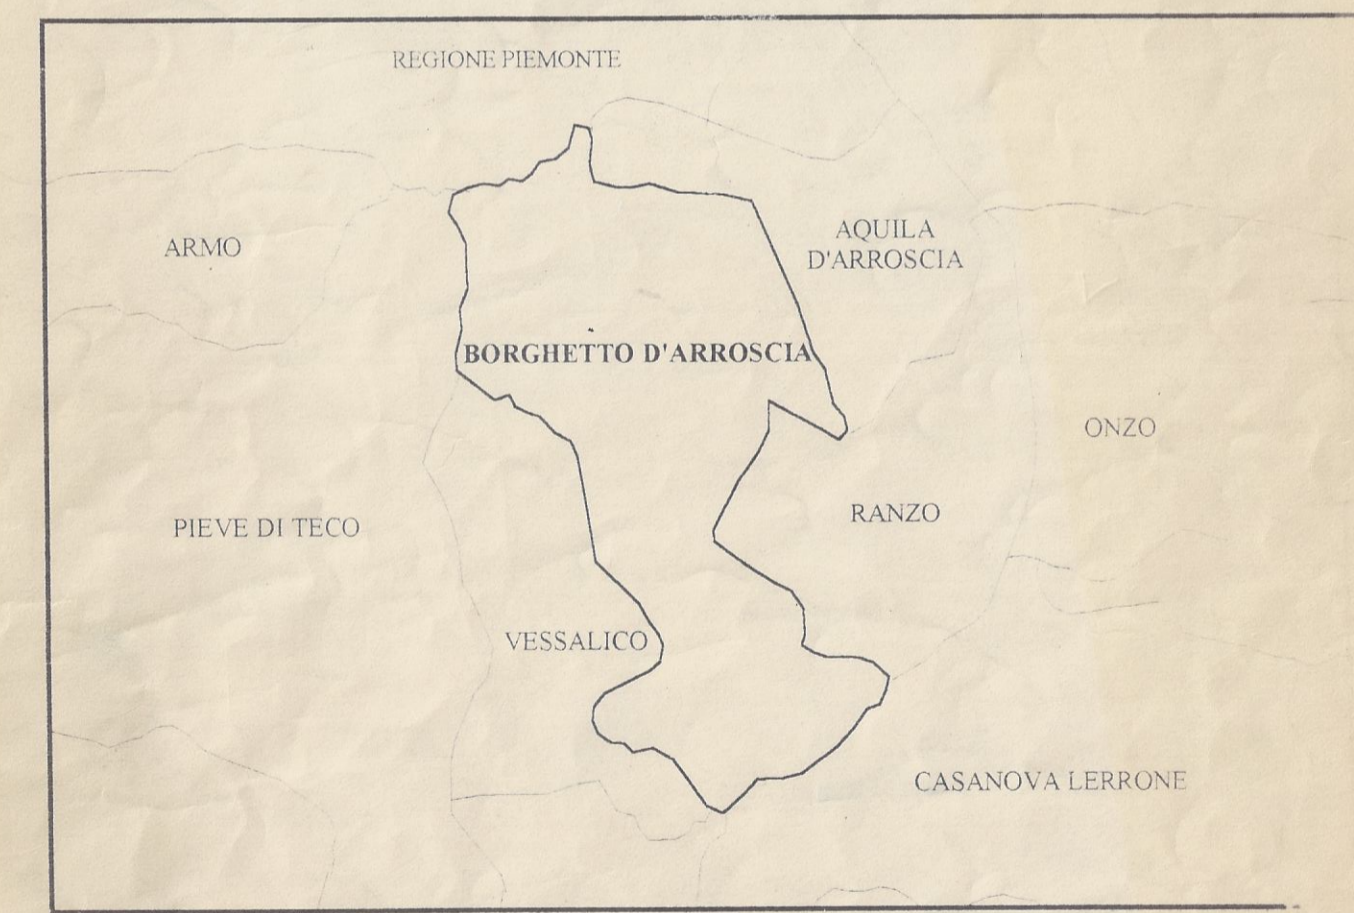 REGIONE PIEMONTE
ARMO
AQUILA
D'ARROSCIA
BORGHETTO D'ARROSCIA
ONZO
PIEVE DI TECO
RANZO
VESSALICO
CASANOVA LERRONE